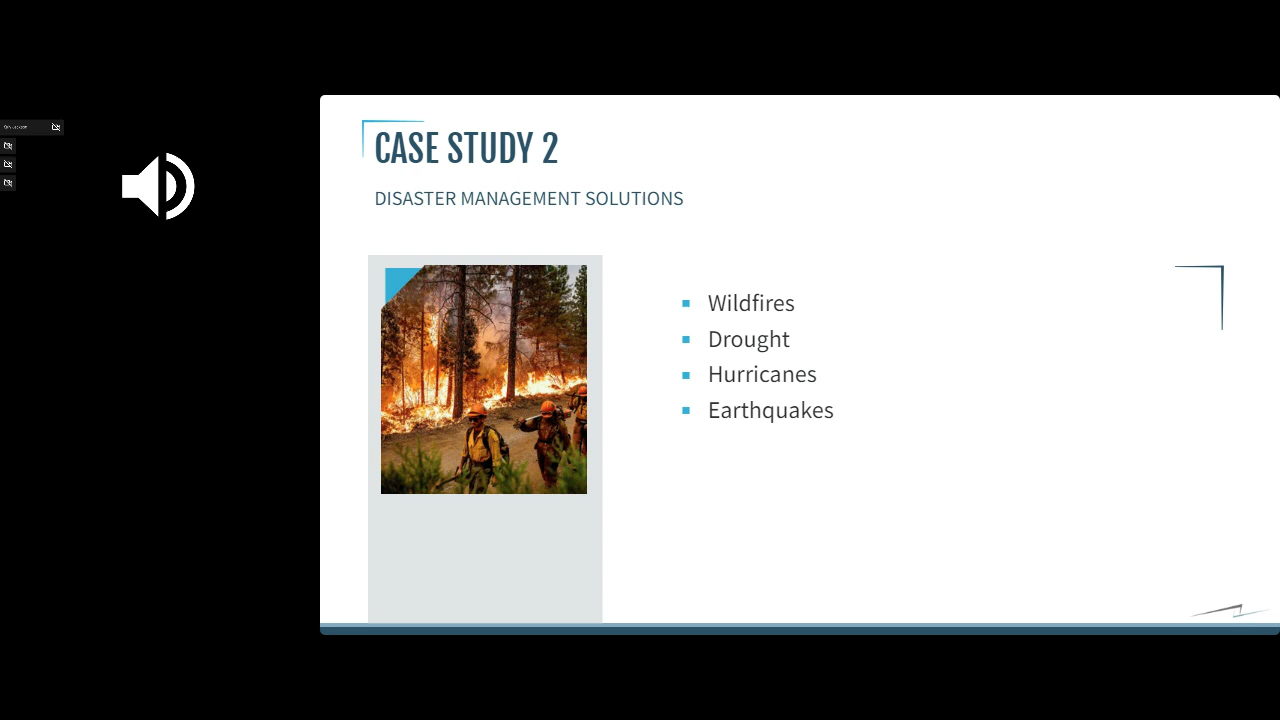 CASE STUDY 2
DISASTER MANAGEMENT SOLUTIONS
Wildfires
Drought
Hurricanes
Earthquakes